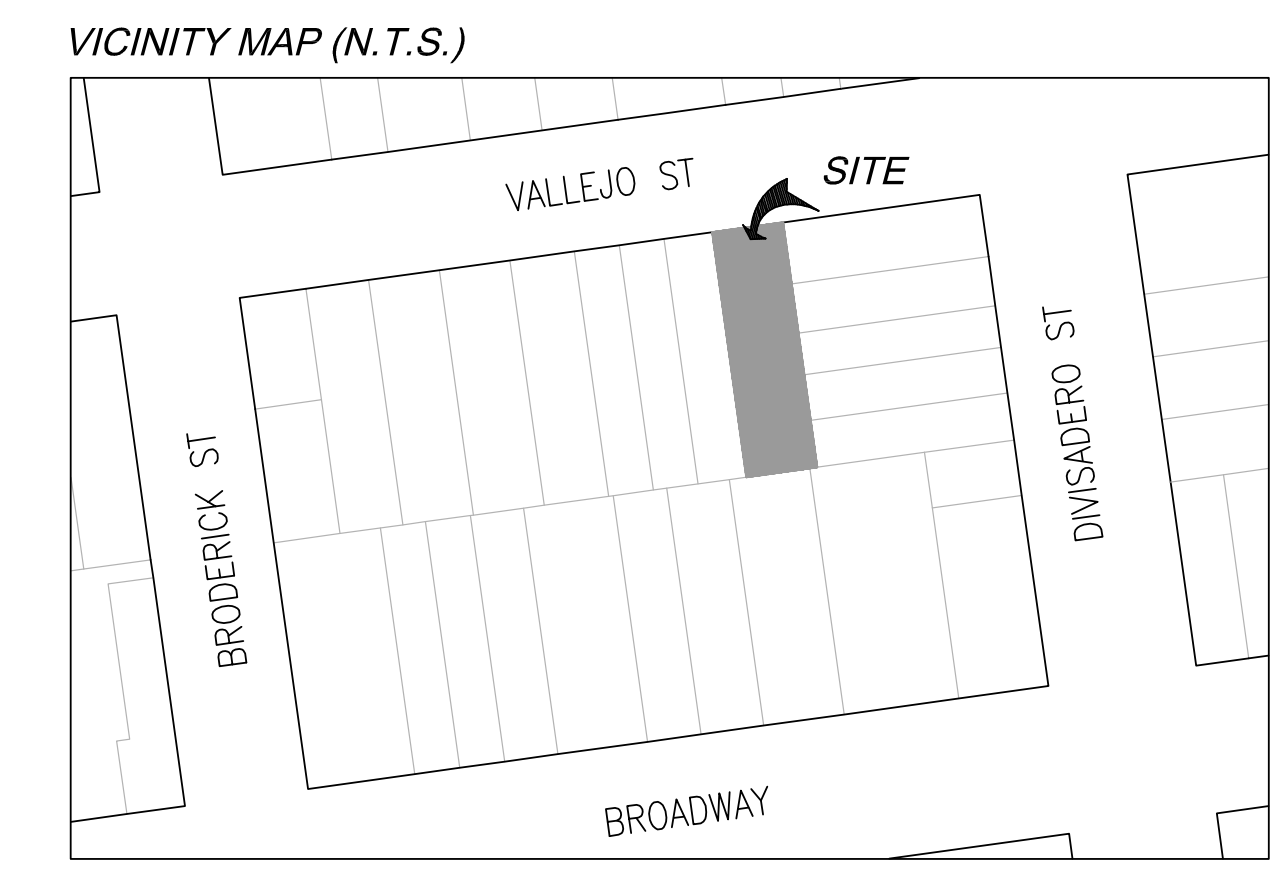 VICINITY MAP (N.T.S.)
VALLEJO ST
SITE
DIVISADERO ST
BRODERICK ST
BROADWAY